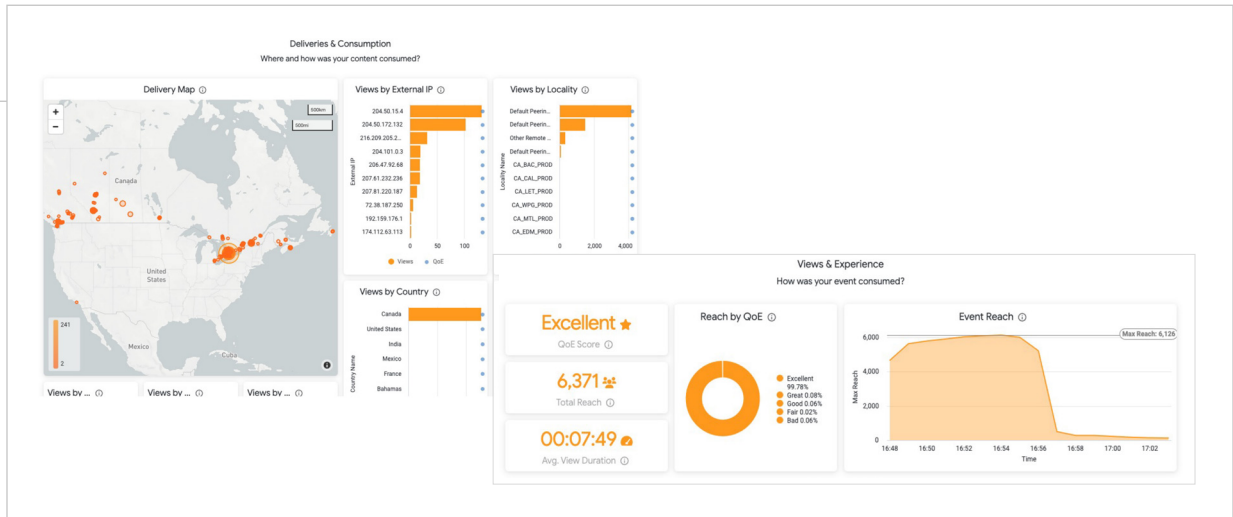 Deliveries & Consumption
Where and how was your content consumed?
Delivery Map
+
−
500km
500mi
Canada
United
States
Mexico
Cuba
241
2
Views by External IP
External IP
204.50.15.4
204.50.172.132
216.209.205.2...
204.101.0.3
206.47.92.68
207.61.232.236
207.81.220.187
72.38.187.250
192.159.176.1
174.112.63.113
0 50 100
Views QoE
Views by Locality
Locality Name
Default Peerin...
Default Peerin...
Other Remote ...
Default Peerin...
CA_BAC_PROD
CA_CAL_PROD
CA_LET_PROD
CA_WPG_PROD
CA_MTL_PROD
CA_EDM_PROD
0 2,000 4,000
Views by Country
Country Name
Canada
United States
India
Mexico
France
Bahamas
Views by ...
Views by ...
Views by ...
Views & Experience
How was your event consumed?
Excellent
QoE Score
6,371
Total Reach
00:07:49
Avg. View Duration
Reach by QoE
Excellent
99.78%
Great 0.08%
Good 0.06%
Fair 0.02%
Bad 0.06%
Event Reach
Max Reach: 6,126
Max Reach
6,000
4,000
2,000
0
16:48 16:50 16:52 16:54 16:56 16:58 17:00 17:02
Time